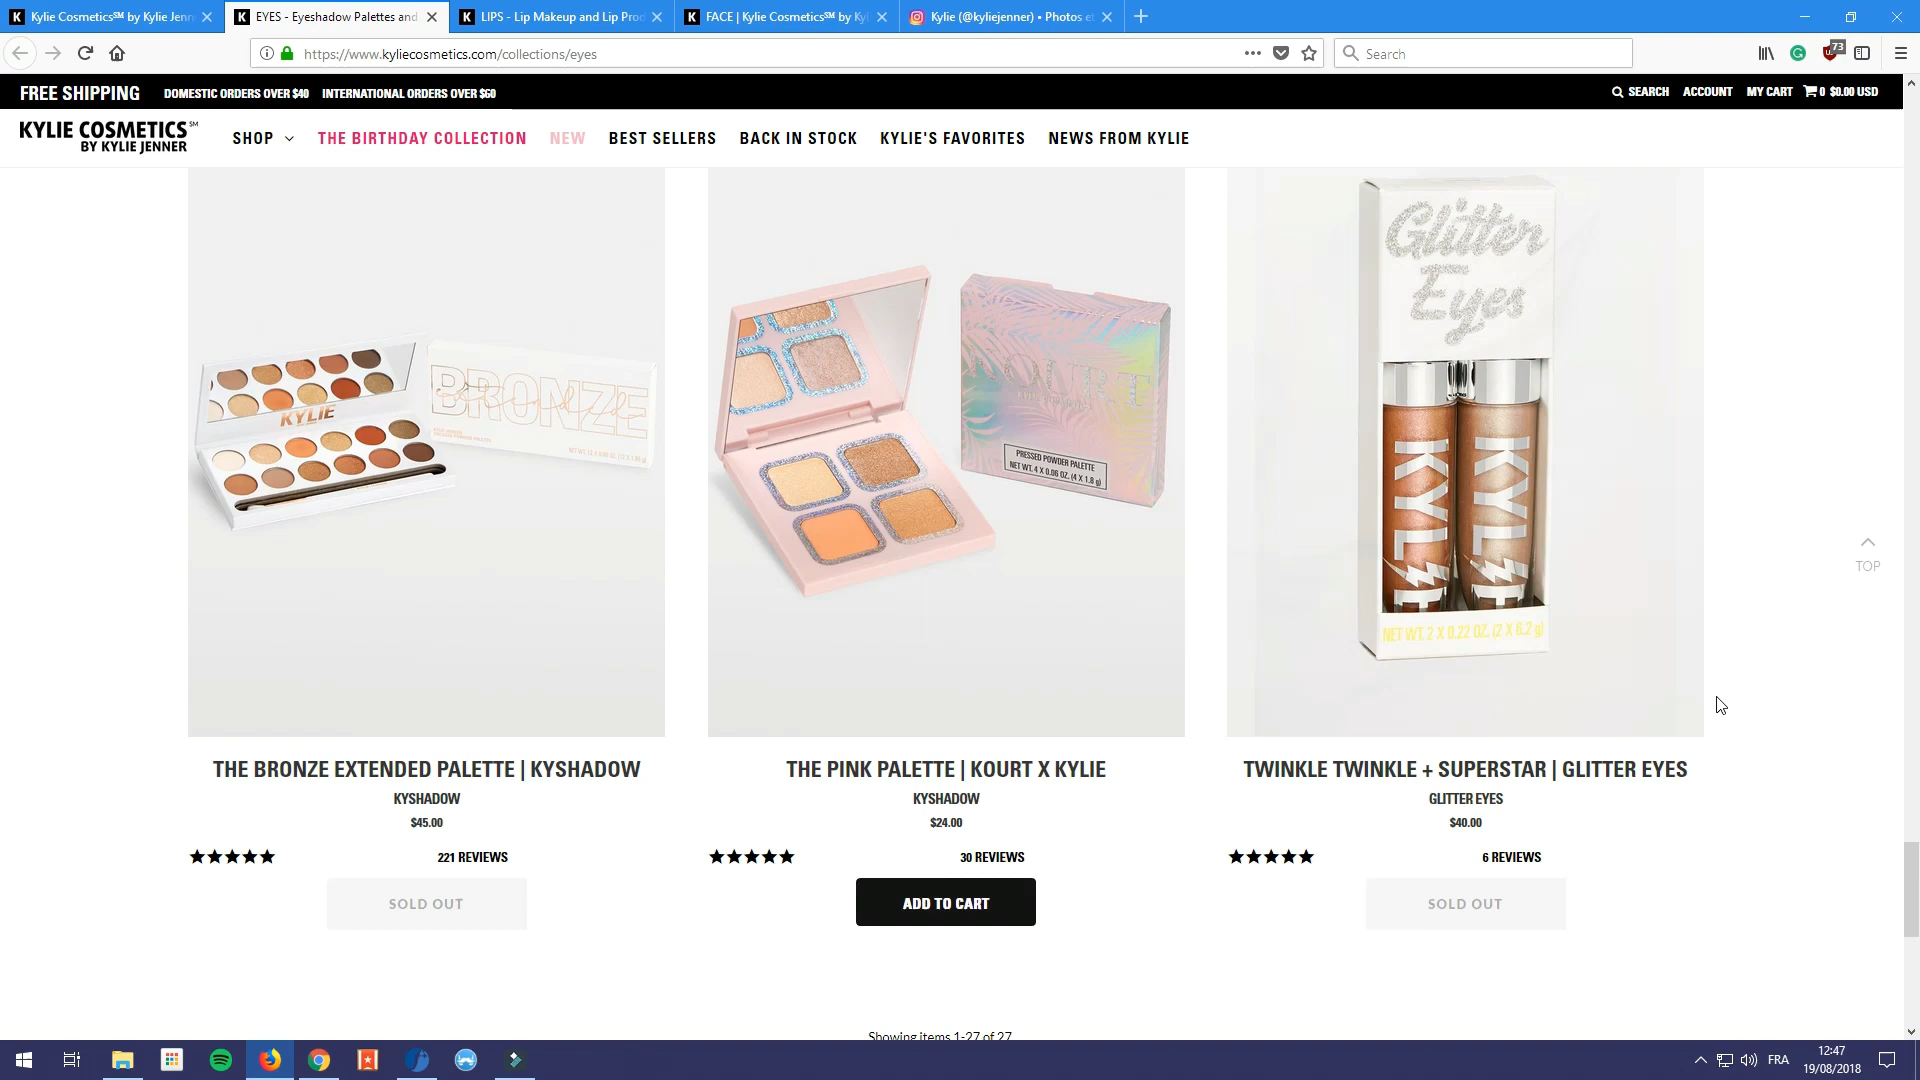 Kylie Cosmetics℠ by Kylie Jenn
EYES - Eyeshadow Palettes and
LIPS - Lip Makeup and Lip Prod
FACE | Kylie Cosmetics℠ by Ky
Kylie (@kyliejenner) • Photos et
https://www.kyliecosmetics.com/collections/eyes
Search
73
FREE SHIPPING DOMESTIC ORDERS OVER $40 INTERNATIONAL ORDERS OVER $60
SEARCH ACCOUNT MY CART 0 $0.00 USD
KYLIE COSMETICS℠
BY KYLIE JENNER
SHOP THE BIRTHDAY COLLECTION NEW BEST SELLERS BACK IN STOCK KYLIE'S FAVORITES NEWS FROM KYLIE
KYLIE
BRONZE
KOURT
PRESSED POWDER PALETTE
NET WT. 4 X 0.06 OZ. (4 X 1.8 g)
Glitter
Eyes
KYLIE
KYLIE
NET WT. 2 X 0.22 OZ. (2 X 6.2 g)
TOP
THE BRONZE EXTENDED PALETTE | KYSHADOW
KYSHADOW
$45.00
221 REVIEWS
SOLD OUT
THE PINK PALETTE | KOURT X KYLIE
KYSHADOW
$24.00
30 REVIEWS
ADD TO CART
TWINKLE TWINKLE + SUPERSTAR | GLITTER EYES
GLITTER EYES
$40.00
6 REVIEWS
SOLD OUT
Showing items 1-27 of 27
FRA
12:47
19/08/2018